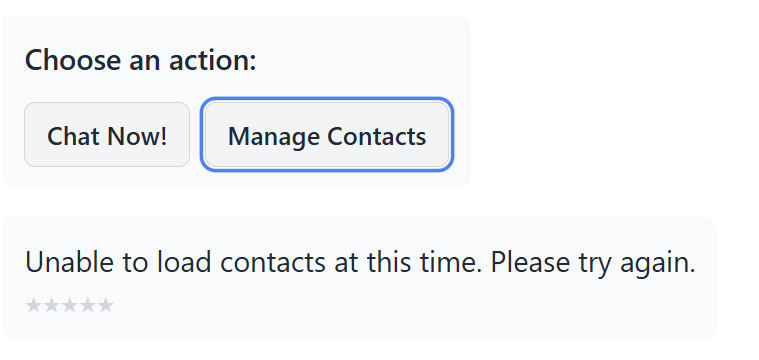 Choose an action:
Chat Now!
Manage Contacts
Unable to load contacts at this time. Please try again.
★★★★★